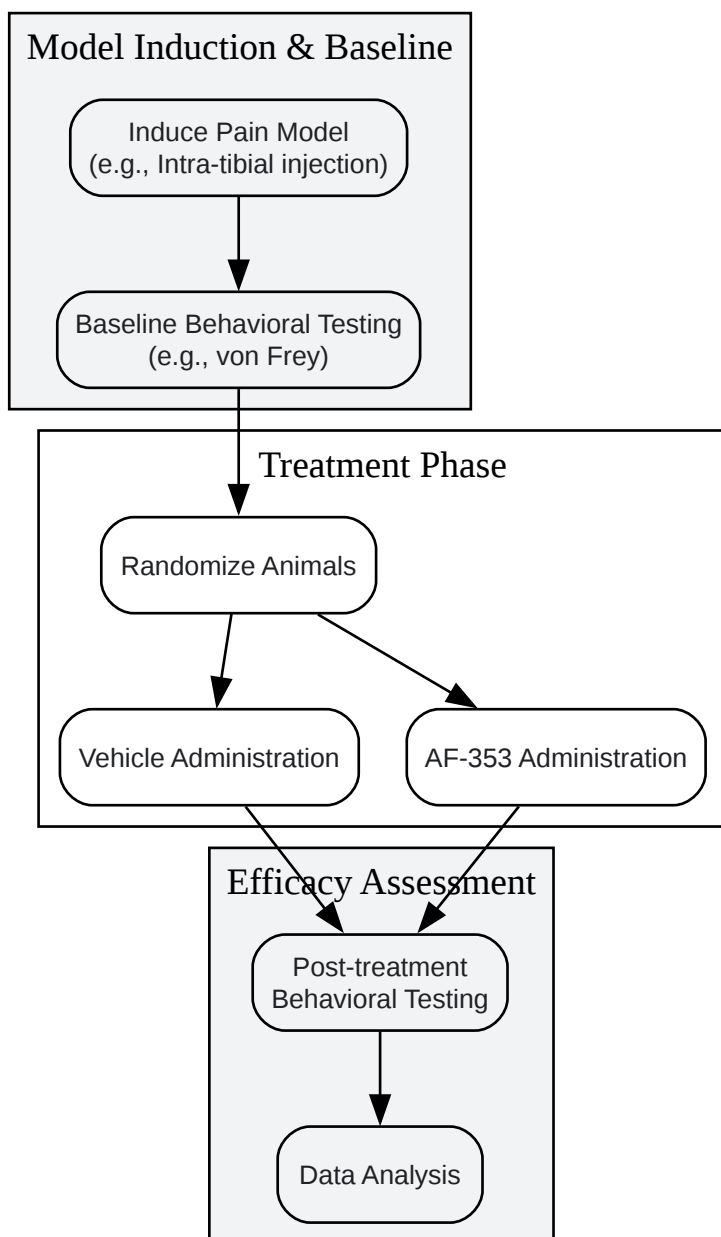 Model Induction & Baseline
Induce Pain Model
(e.g., Intra-tibial injection)
Baseline Behavioral Testing
(e.g., von Frey)
Treatment Phase
Randomize Animals
Vehicle Administration
AF-353 Administration
Efficacy Assessment
Post-treatment
Behavioral Testing
Data Analysis